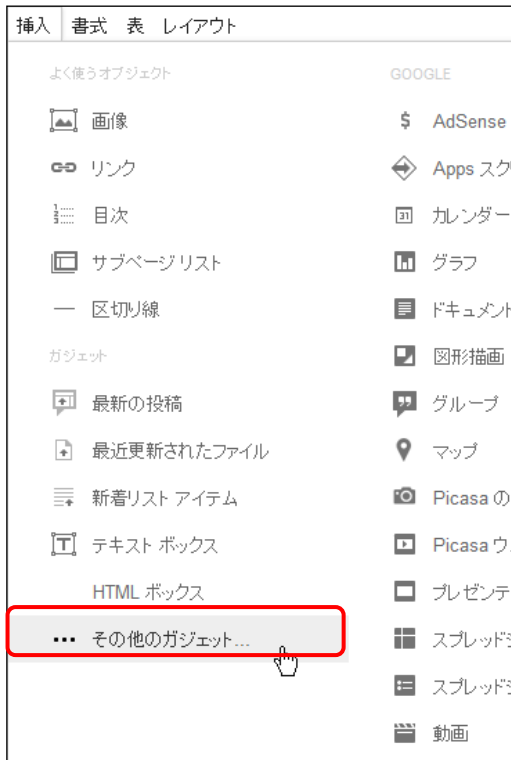 挿入 書式 表 レイアウト
よく使うオブジェクト
画像
リンク
目次
サブページ リスト
区切り線
ガジェット
最新の投稿
最近更新されたファイル
新着リスト アイテム
テキスト ボックス
HTML ボックス
その他のガジェット...
GOOGLE
AdSense
Apps スク
カレンダー
グラフ
ドキュメント
図形描画
グループ
マップ
Picasa の
Picasa ウ
プレゼンテ
スプレッド
スプレッド
動画